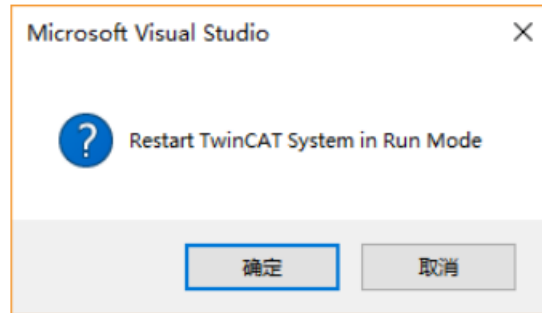 Microsoft Visual Studio
Restart TwinCAT System in Run Mode
确定
取消